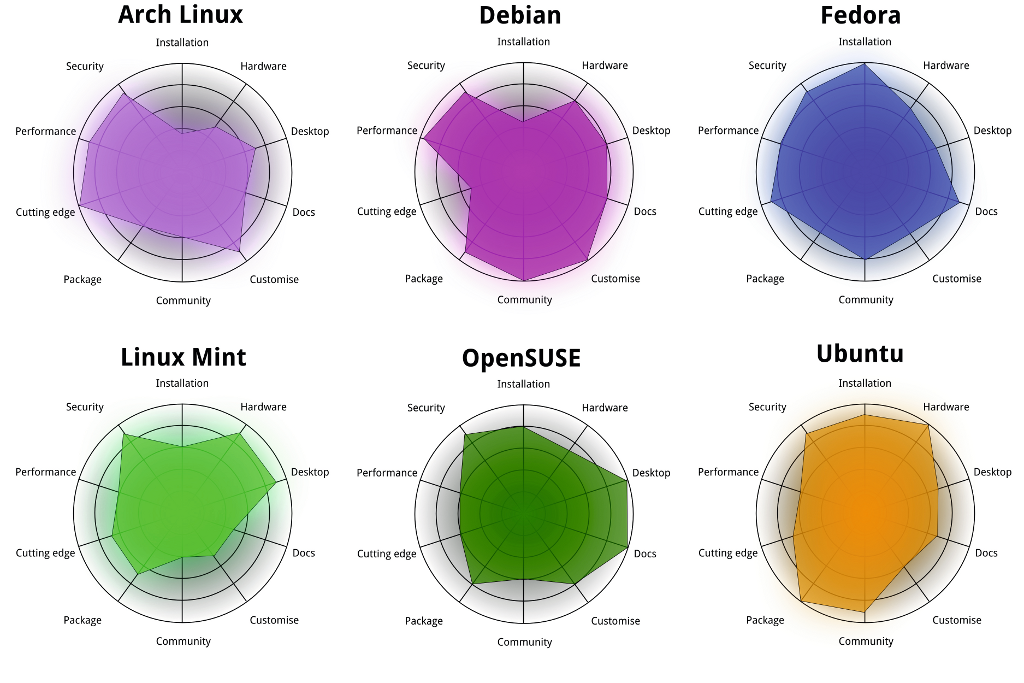 Arch Linux
Debian
Fedora
Installation
Installation
Installation
Security
Hardware
Security
Hardware
Security
Hardware
Performance
Desktop
Performance
Desktop
Performance
Desktop
Cutting edge
Docs
Cutting edge
Docs
Cutting edge
Docs
Package
Customise
Package
Customise
Package
Customise
Community
Community
Community
Linux Mint
OpenSUSE
Ubuntu
Installation
Installation
Installation
Security
Hardware
Security
Hardware
Security
Hardware
Performance
Desktop
Performance
Desktop
Performance
Desktop
Cutting edge
Docs
Cutting edge
Docs
Cutting edge
Docs
Package
Customise
Package
Customise
Package
Customise
Community
Community
Community